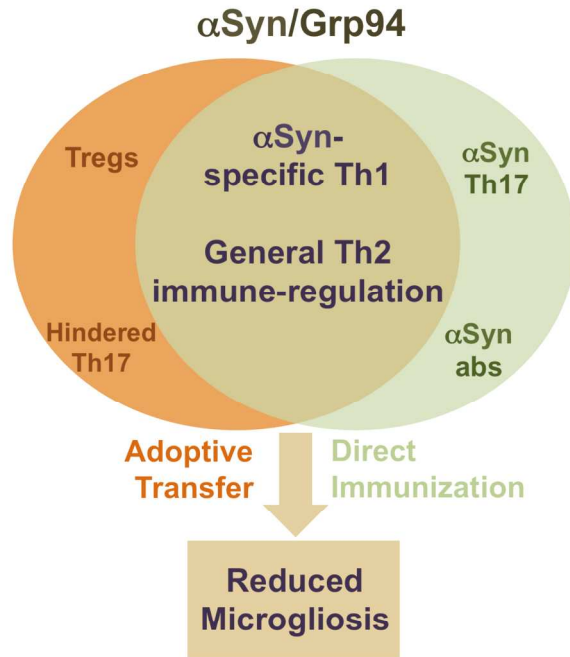 αSyn/Grp94
Tregs
αSyn-
specific Th1
αSyn
Th17
General Th2
immune-regulation
Hindered
Th17
αSyn
abs
Adoptive
Transfer
Direct
Immunization
Reduced
Microgliosis